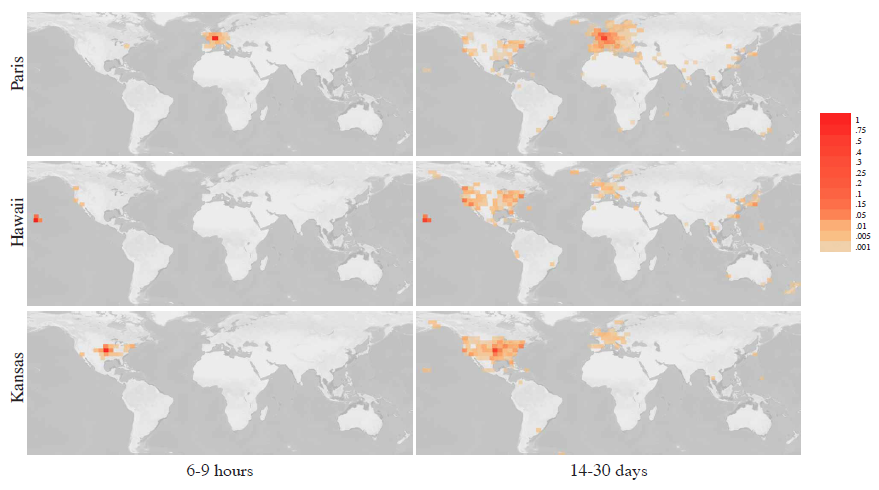 Paris
Hawaii
Kansas
6-9 hours
14-30 days
1
.75
.5
.4
.3
.25
.2
.1
.15
.05
.01
.005
.001